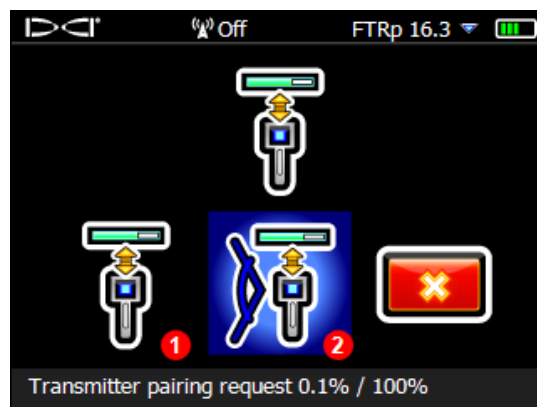 DCI Off FTRp 16.3
1 2
Transmitter pairing request 0.1% / 100%